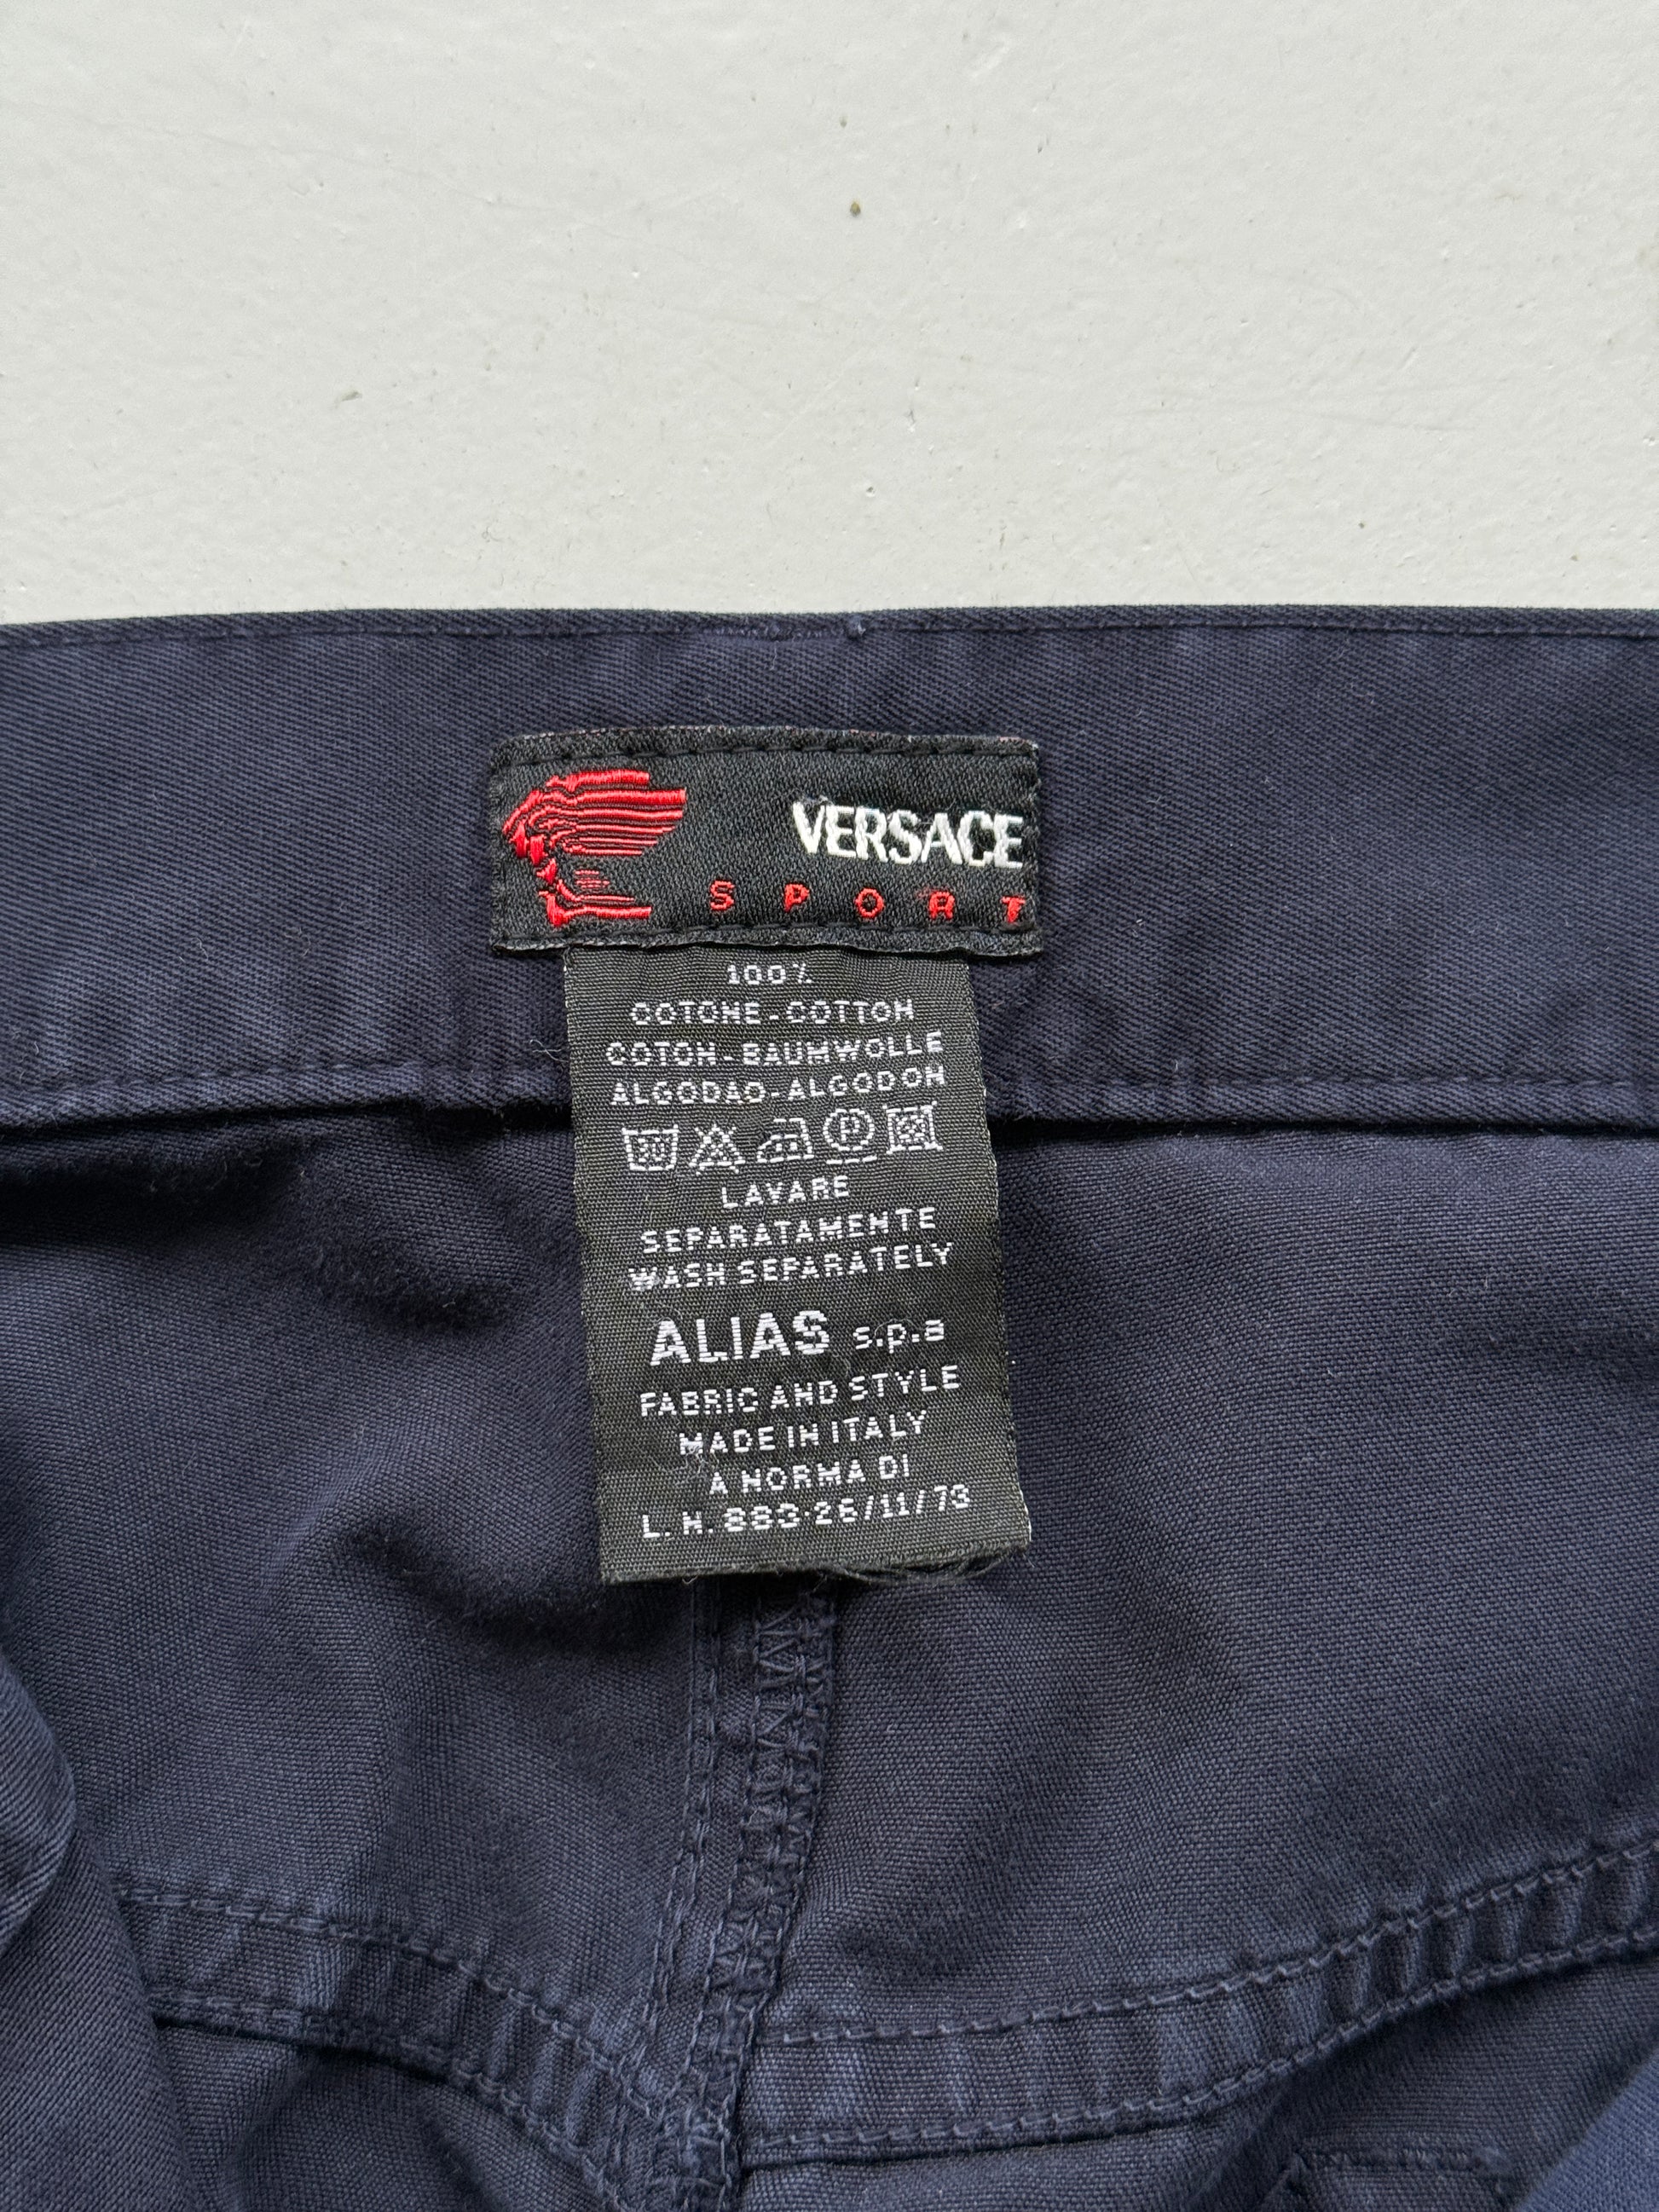 VERSACE
SPORT
100%
COTONE-COTTON
COTON-BAUMWOLLE
ALGODAO-ALGODON
30 P
LAVARE
SEPARATAMENTE
WASH SEPARATELY
ALIAS s.p.a
FABRIC AND STYLE
MADE IN ITALY
A NORMA DI
L. N. 883-26/11/73